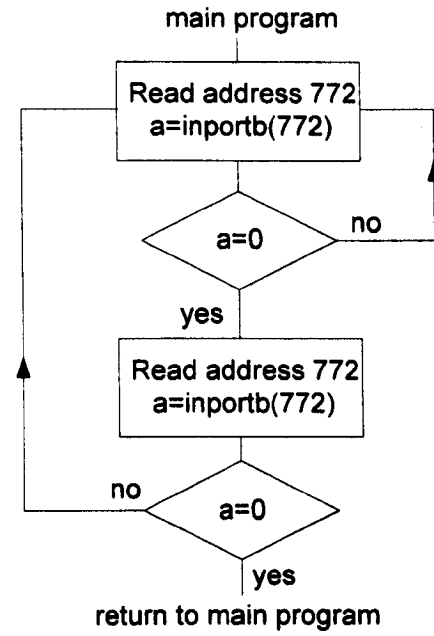 main program
Read address 772
a=inportb(772)
a=0
no
yes
Read address 772
a=inportb(772)
no
a=0
yes
return to main program